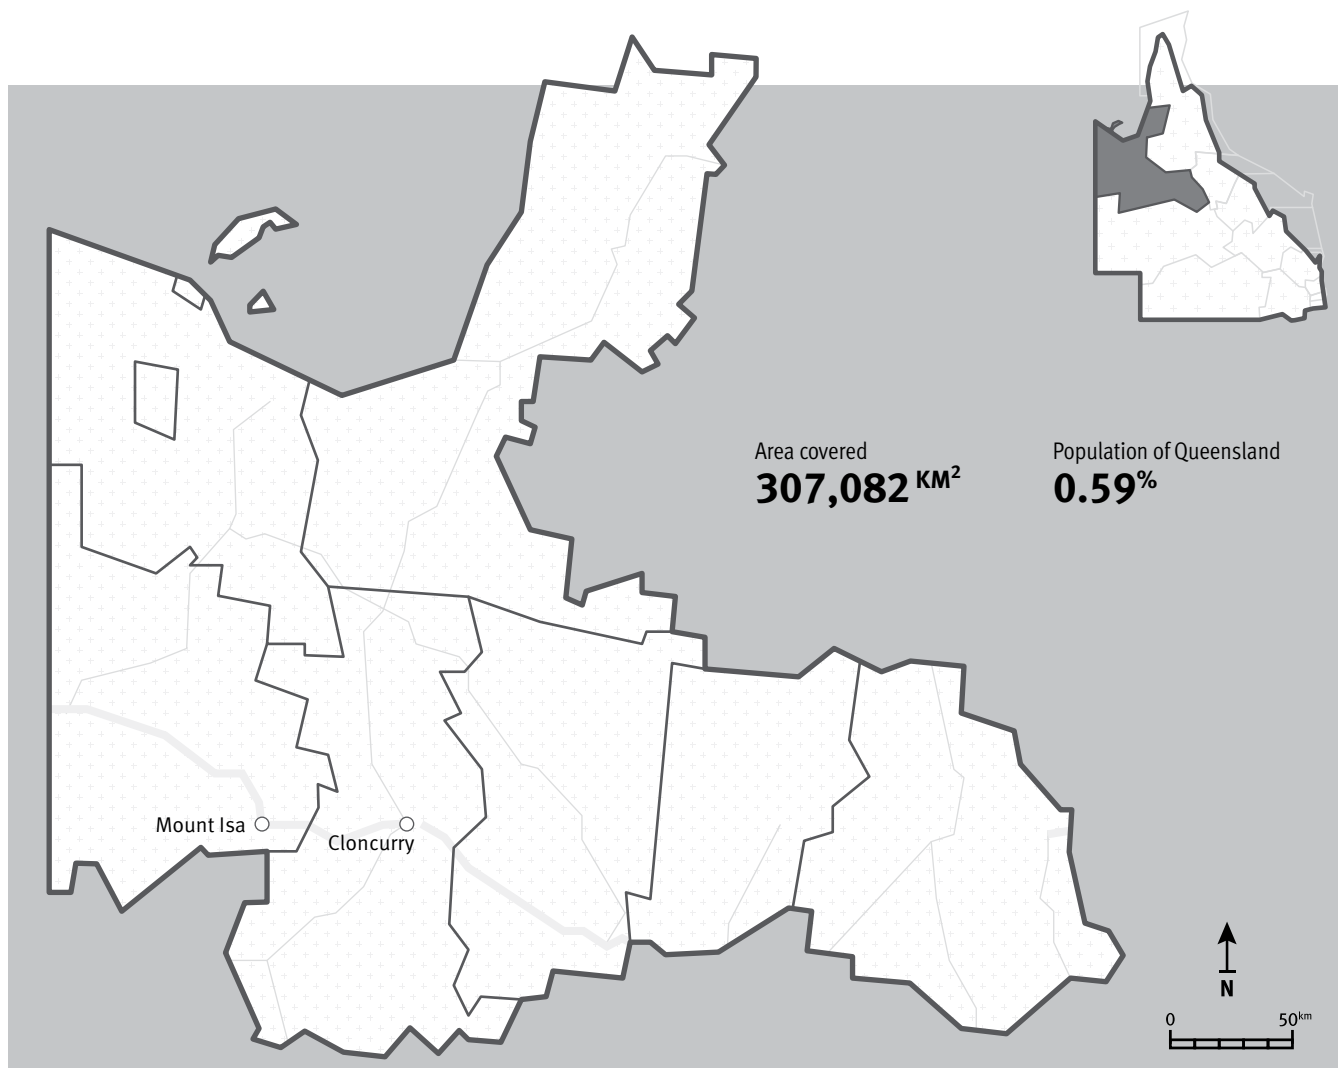 Area covered
307,082 KM²
Population of Queensland
0.59%
Mount Isa
Cloncurry
N
0 50km